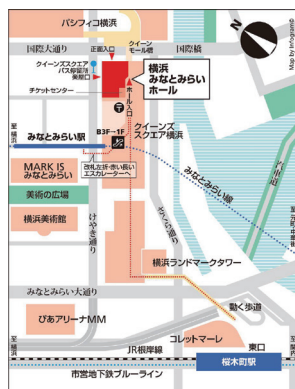 パシフィコ横浜
国際大通り
正面入口
クイーン
モール橋
国際橋
Map by Infogram©
クイーンズスクエア
バス停留所
楽屋口
チケットセンター
横浜
みなとみらい
ホール
ホール入口
至 横浜
みなとみらい駅
B3F→1F
クイーンズ
スクエア横浜
改札左折・赤い長い
エスカレーターへ
MARK IS
みなとみらい
美術の広場
横浜美術館
けやき通り
さくら通り
みなとみらい線
汽車道
至 元町・中華街
横浜ランドマークタワー
みなとみらい大通り
動く歩道
ぴあアリーナMM
コレットマーレ
東口
至 横浜
JR根岸線
桜木町駅
市営地下鉄ブルーライン